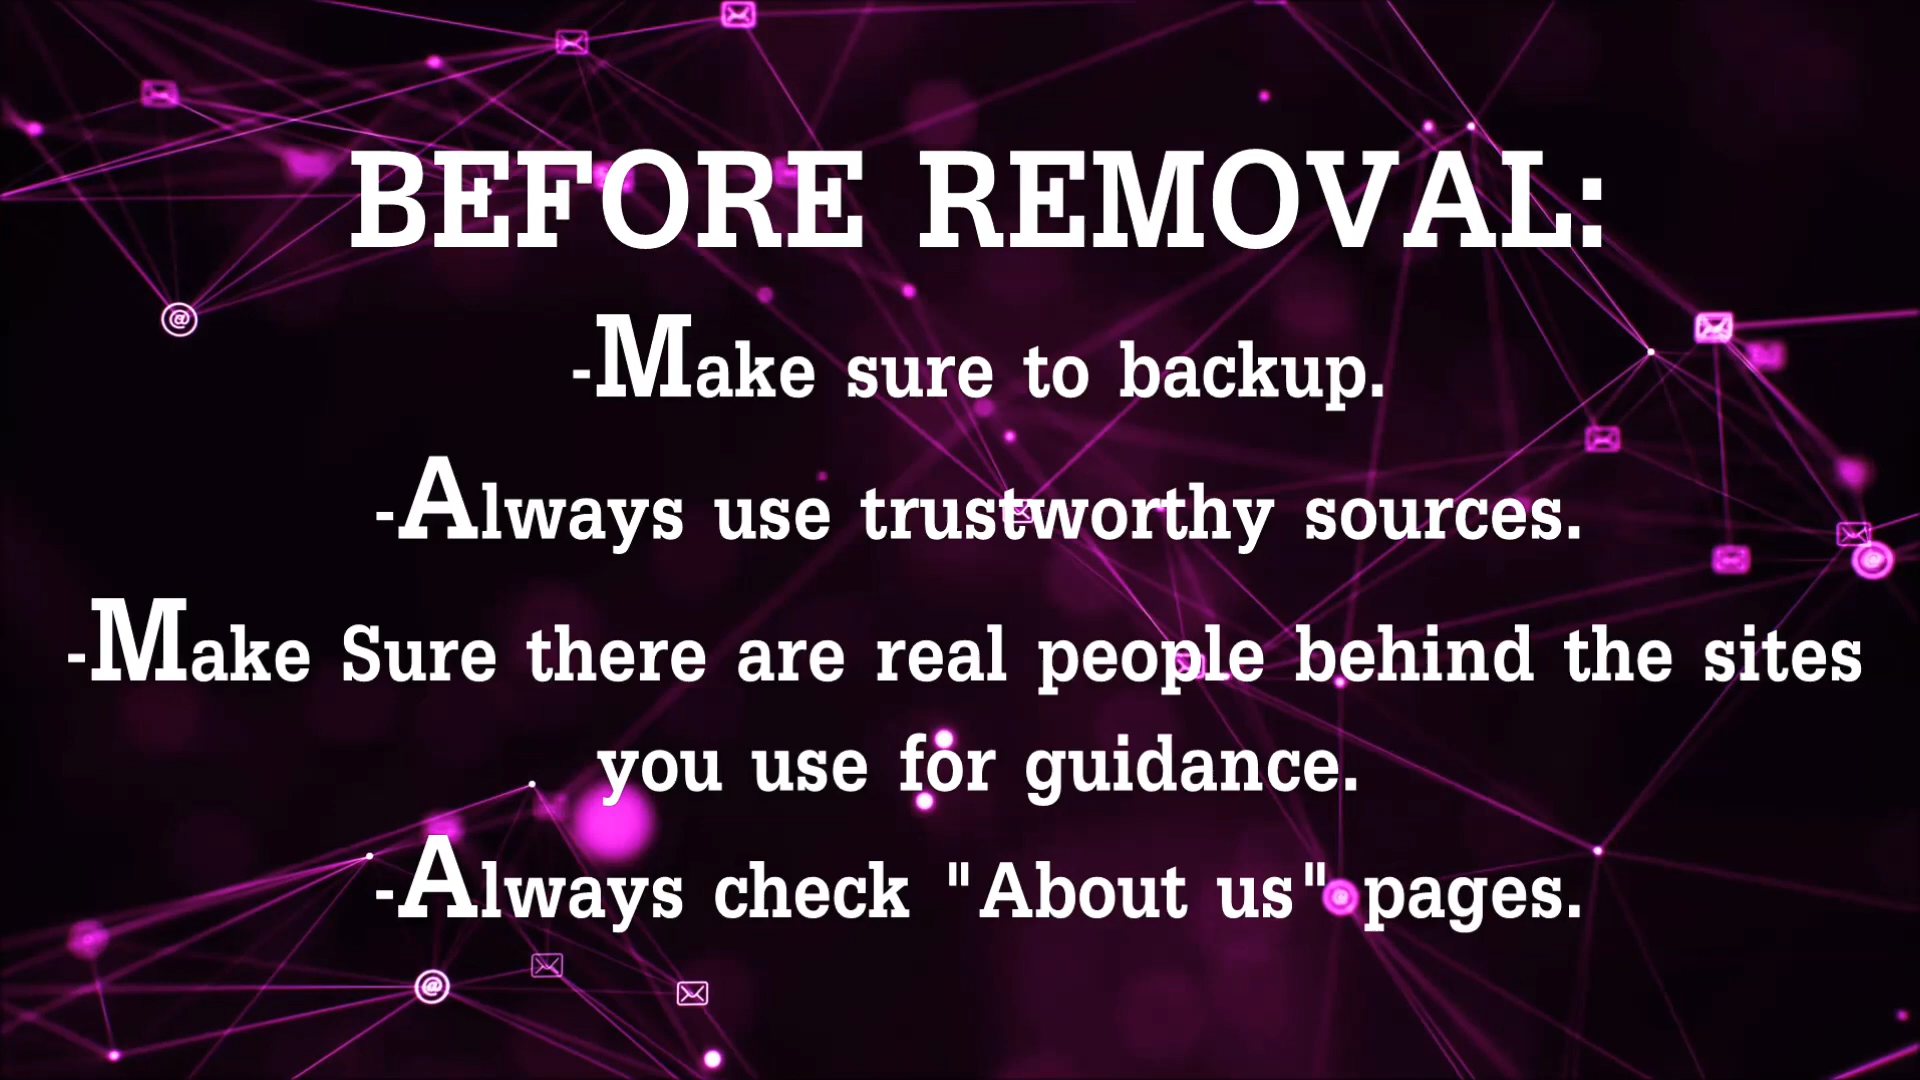 BEFORE REMOVAL:
-Make sure to backup.
-Always use trustworthy sources.
-Make Sure there are real people behind the sites
you use for guidance.
-Always check "About us" pages.